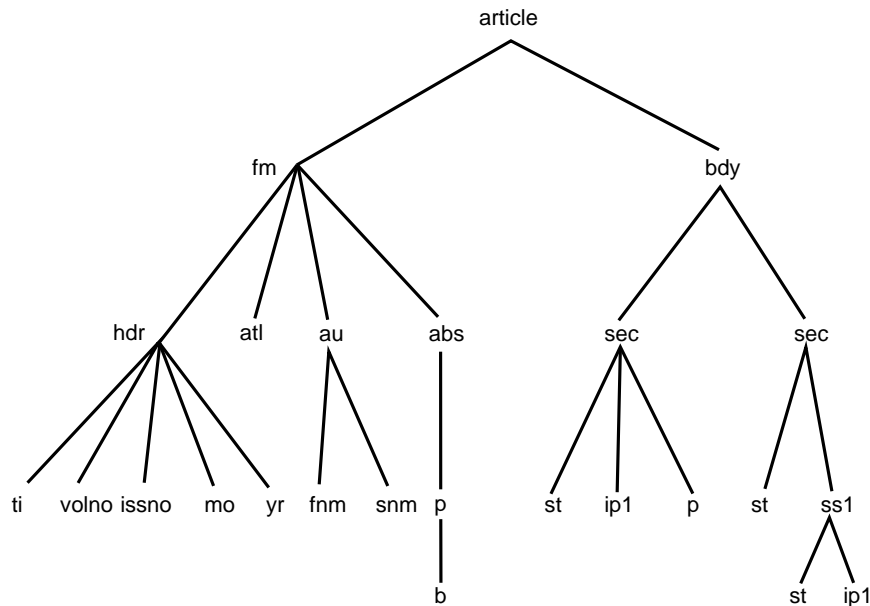 article
fm bdy
hdr atl au abs sec sec
ti volno issno mo yr fnm snm p st ip1 p st ss1
b st ip1